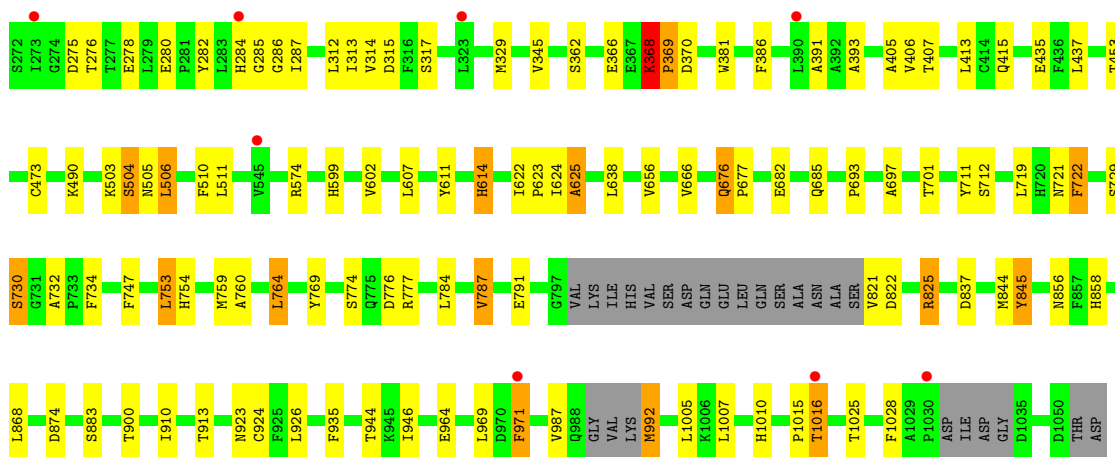 S272 I273 G274 D275 T276 T277 E278 L279 E280 P281 Y282 L283 H284 G285 G286 I287 L312 I313 V314 D315 F316 S317 L323 M329 V345 S362 E366 E367 K368 P369 D370 W381 F386 L390 A391 A392 A393 A405 V406 T407 L413 C414 Q415 E435 F436 L437 T453
C473 K490 K503 S504 N505 L506 F510 L511 V545 R574 H599 V602 L607 Y611 H614 I622 P623 I624 A625 L638 V656 V666 Q676 P677 E682 Q685 P693 A697 T701 Y711 S712 L719 H720 N721 F722
S730 G731 A732 P733 F734 F747 L753 H754 M759 A760 L764 Y769 S774 Q775 D776 R777 L784 V787 E791 G797 VAL LYS ILE HIS VAL SER ASP GLN GLU LEU GLN SER ALA ASN ALA SER V821 D822 R825 D837 M844 Y845 N856 F857 H858
L868 D874 S883 T900 I910 T913 N923 C924 F925 L926 F935 T944 K945 I946 E964 L969 D970 F971 V987 Q988 GLY VAL LYS M992 L1005 K1006 L1007 H1010 P1015 T1016 T1025 F1028 A1029 P1030 ASP ILE ASP GLY D1035 D1050 THR ASP